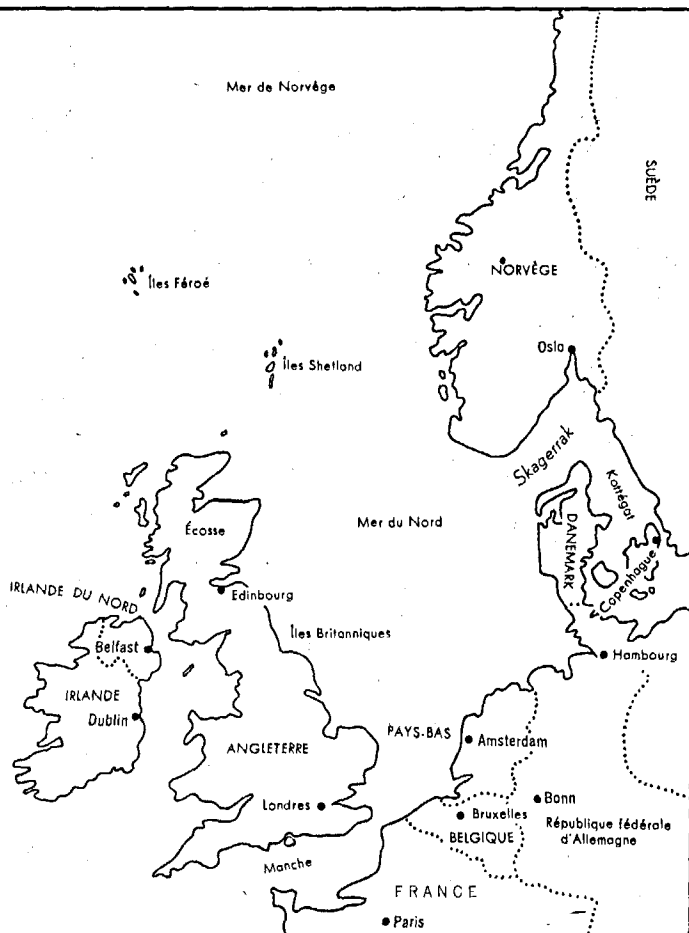 Mer de Norvège
SUÈDE
NORVÈGE
Îles Féroé
Îles Shetland
Oslo
Skagerrak
Kattégat
Écosse
Mer du Nord
DANEMARK
Copenhague
IRLANDE DU NORD
Edinbourg
Îles Britanniques
Belfast
Hambourg
IRLANDE
Dublin
PAYS-BAS
Amsterdam
ANGLETERRE
Londres
Bonn
Bruxelles
République fédérale
d'Allemagne
BELGIQUE
Manche
FRANCE
Paris